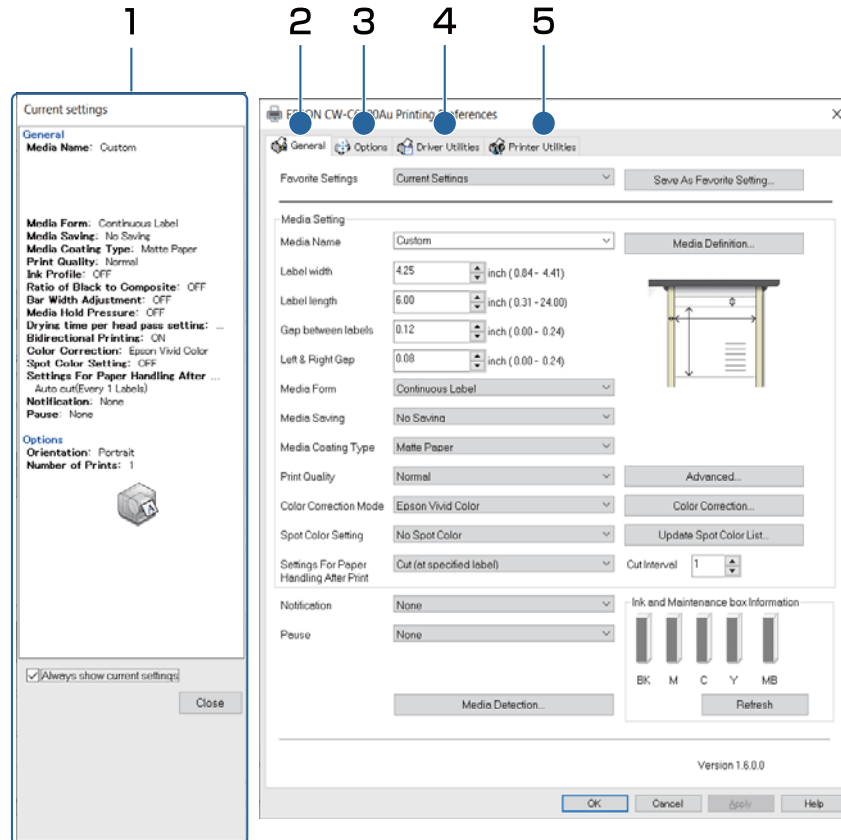 1
2 3 4 5
Current settings
General
Media Name: Custom
Media Form: Continuous Label
Media Saving: No Saving
Media Coating Type: Matte Paper
Print Quality: Normal
Ink Profile: OFF
Ratio of Black to Composite: OFF
Bar Width Adjustment: OFF
Media Hold Pressure: OFF
Drying time per head pass setting: ...
Bidirectional Printing: ON
Color Correction: Epson Vivid Color
Spot Color Setting: OFF
Settings For Paper Handling After ...
Auto cut(Every 1 Labels)
Notification: None
Pause: None
Options
Orientation: Portrait
Number of Prints: 1
A
Always show current settings
Close
Printing Preferences
General Options Driver Utilities Printer Utilities
Favorite Settings Current Settings Save As Favorite Setting...
Media Setting
Media Name Custom Media Definition...
Label width 4.25 inch ( 0.84 - 4.41)
Label length 6.00 inch ( 0.31 - 24.00)
Gap between labels 0.12 inch ( 0.00 - 0.24)
Left & Right Gap 0.08 inch ( 0.00 - 0.24)
Media Form Continuous Label
Media Saving No Saving
Media Coating Type Matte Paper
Print Quality Normal Advanced...
Color Correction Mode Epson Vivid Color Color Correction...
Spot Color Setting No Spot Color Update Spot Color List...
Settings For Paper
Handling After Print Cut (at specified label) Cut Interval 1
Notification None
Pause None
Ink and Maintenance box Information
BK M C Y MB
Media Detection... Refresh
Version 1.6.0.0
OK Cancel Apply Help